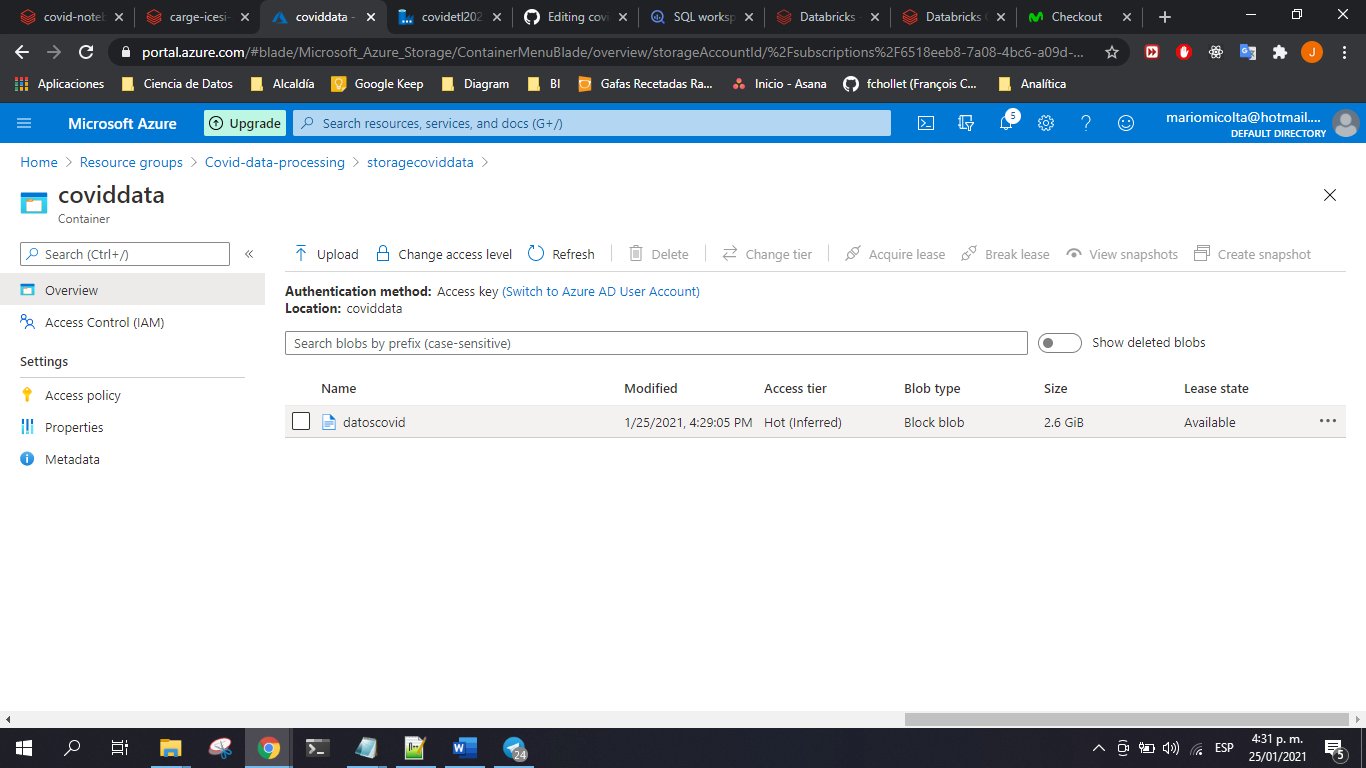 covid-noteb
carge-icesi-
coviddata -
covidetl202
Editing covi
SQL worksp
Databricks
Databricks
Checkout
portal.azure.com/#blade/Microsoft_Azure_Storage/ContainerMenuBlade/overview/storageAccountId/%2Fsubscriptions%2F6518eeb8-7a08-4bc6-a09d-...
J
Aplicaciones
Ciencia de Datos
Alcaldía
Google Keep
Diagram
BI
Gafas Recetadas Ra...
Inicio - Asana
fchollet (François C...
Analítica
Microsoft Azure
Upgrade
Search resources, services, and docs (G+/)
5
mariomicolta@hotmail....
DEFAULT DIRECTORY
Home > Resource groups > Covid-data-processing > storagecoviddata >
coviddata
Container
Search (Ctrl+/)
«
Upload
Change access level
Refresh
Delete
Change tier
Acquire lease
Break lease
View snapshots
Create snapshot
Overview
Access Control (IAM)
Settings
Access policy
Properties
Metadata
Authentication method: Access key (Switch to Azure AD User Account)
Location: coviddata
Search blobs by prefix (case-sensitive)
Show deleted blobs
Name Modified Access tier Blob type Size Lease state
datoscovid 1/25/2021, 4:29:05 PM Hot (Inferred) Block blob 2.6 GiB Available
24
ESP
4:31 p. m.
25/01/2021
5